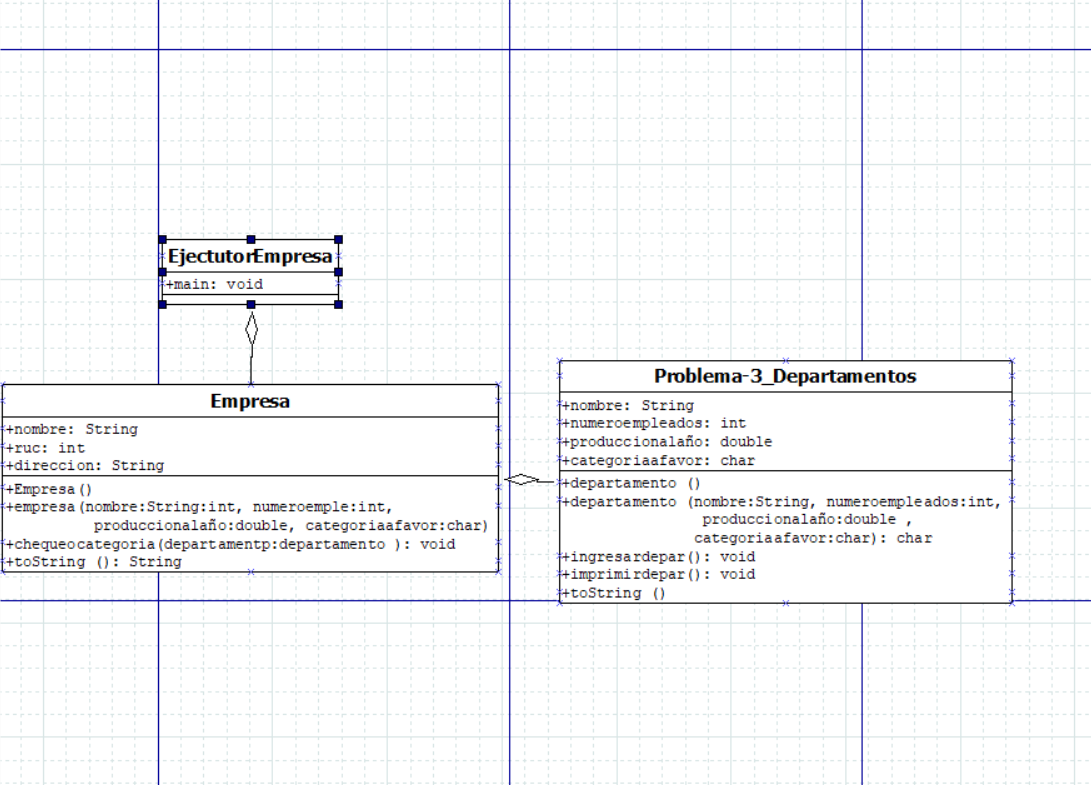 EjectutorEmpresa
+main: void
Empresa
+nombre: String
+ruc: int
+direccion: String
+Empresa()
+empresa(nombre:String:int, numeroemple:int,
produccionalaño:double, categoriaafavor:char)
+chequeocategoria(departamentp:departamento ): void
+toString (): String
Problema-3_Departamentos
+nombre: String
+numeroempleados: int
+produccionalaño: double
+categoriaafavor: char
+departamento ()
+departamento (nombre:String, numeroempleados:int,
produccionalaño:double ,
categoriaafavor:char): char
+ingresardepar(): void
+imprimirdepar(): void
+toString ()